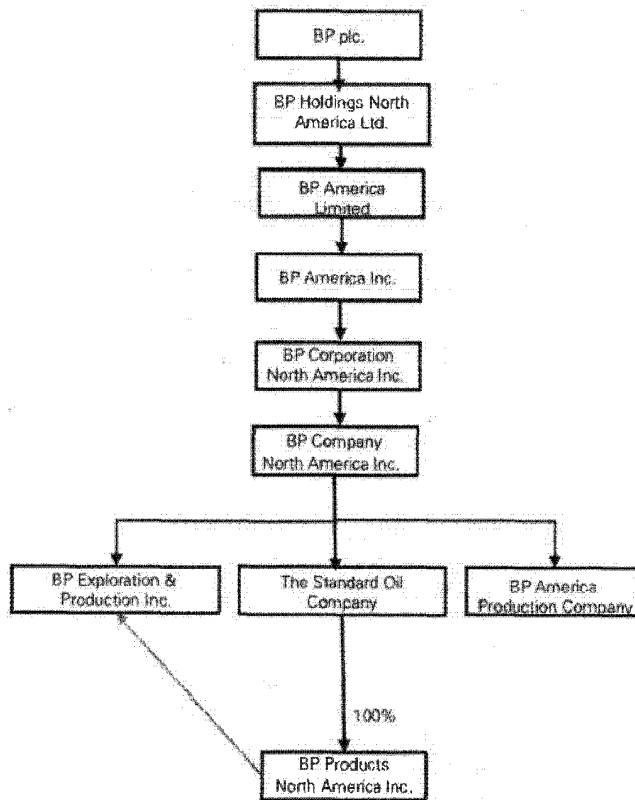 BP plc.
BP Holdings North
America Ltd.
BP America
Limited
BP America Inc.
BP Corporation
North America Inc.
BP Company
North America Inc.
BP Exploration &
Production Inc.
The Standard Oil
Company
BP America
Production Company
100%
BP Products
North America Inc.